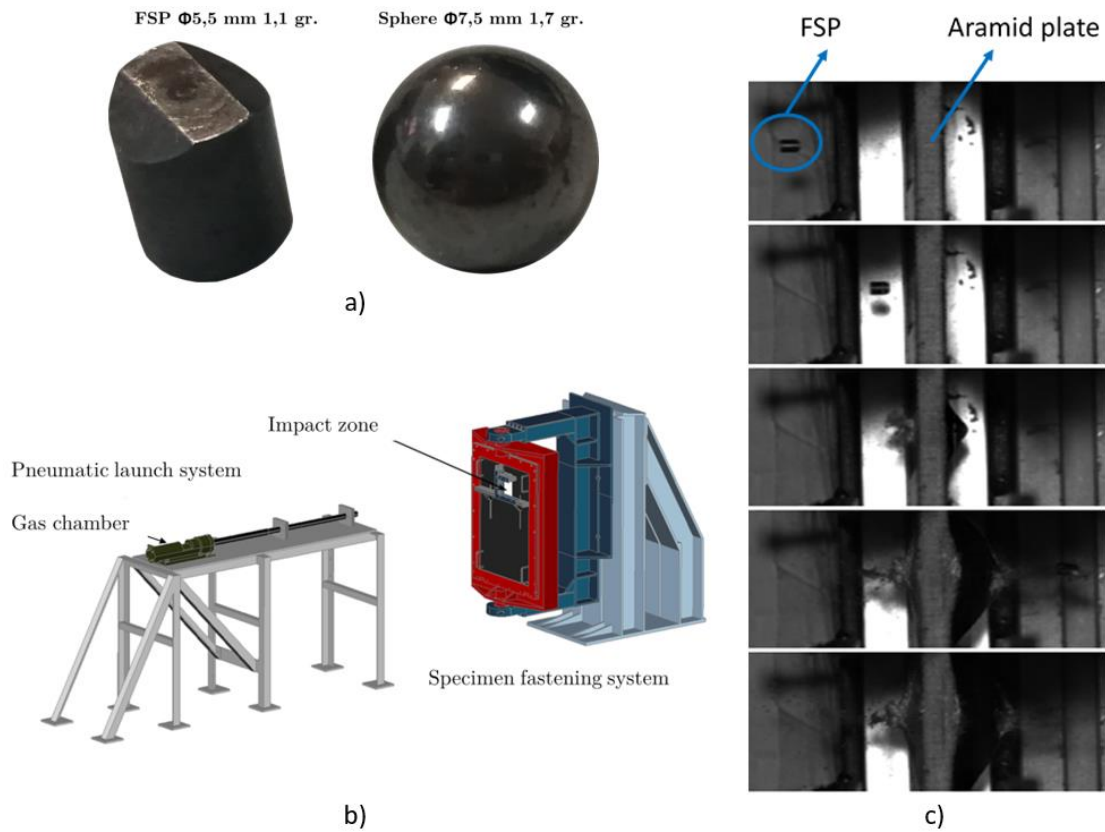 FSP Φ5,5 mm 1,1 gr.
Sphere Φ7,5 mm 1,7 gr.
a)
Impact zone
Pneumatic launch system
Gas chamber
Specimen fastening system
b)
FSP
Aramid plate
c)